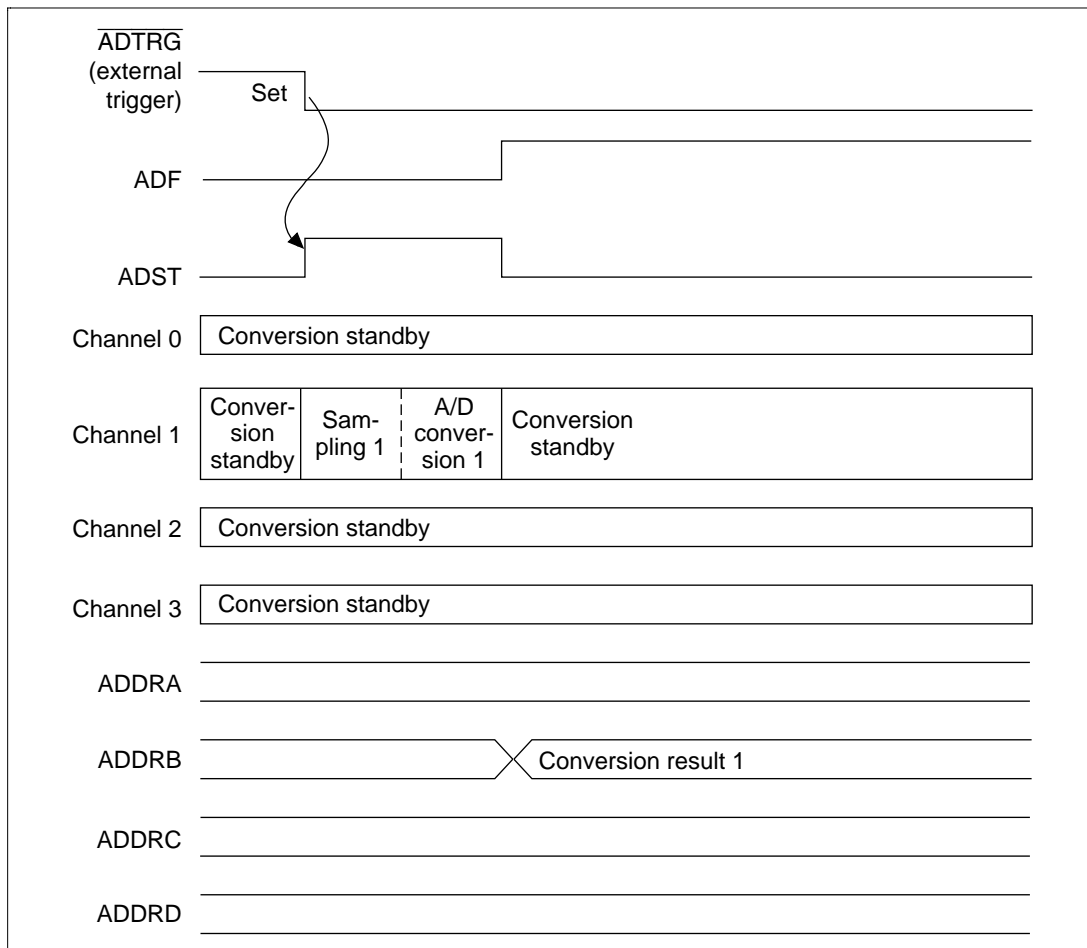 ADTRG
(external
trigger)
Set
ADF
ADST
Channel 0
Conversion standby
Channel 1
Conver-
sion
standby
Sam-
pling 1
A/D
conver-
sion 1
Conversion
standby
Channel 2
Conversion standby
Channel 3
Conversion standby
ADDRA
ADDRB
Conversion result 1
ADDRC
ADDRD